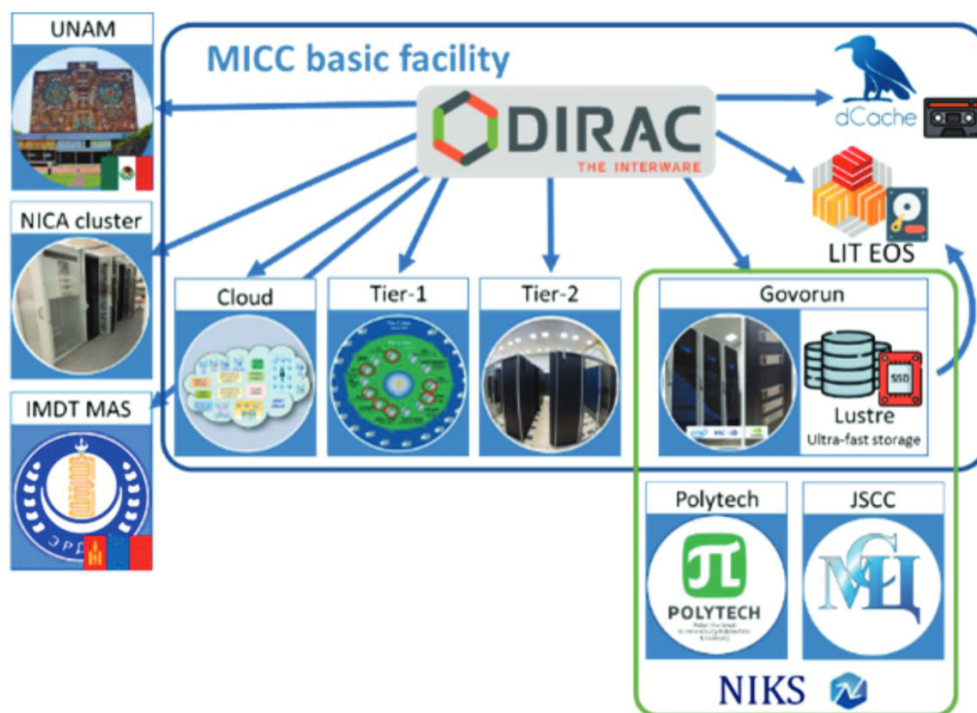 UNAM
MICC basic facility
DIRAC
THE INTERWARE
dCache
LIT EOS
NICA cluster
Cloud
Tier-1
Tier-2
Govorun
SSD
Lustre
Ultra-fast storage
IMDT MAS
Polytech
JSCC
POLYTECH
МСЦ
NIKS